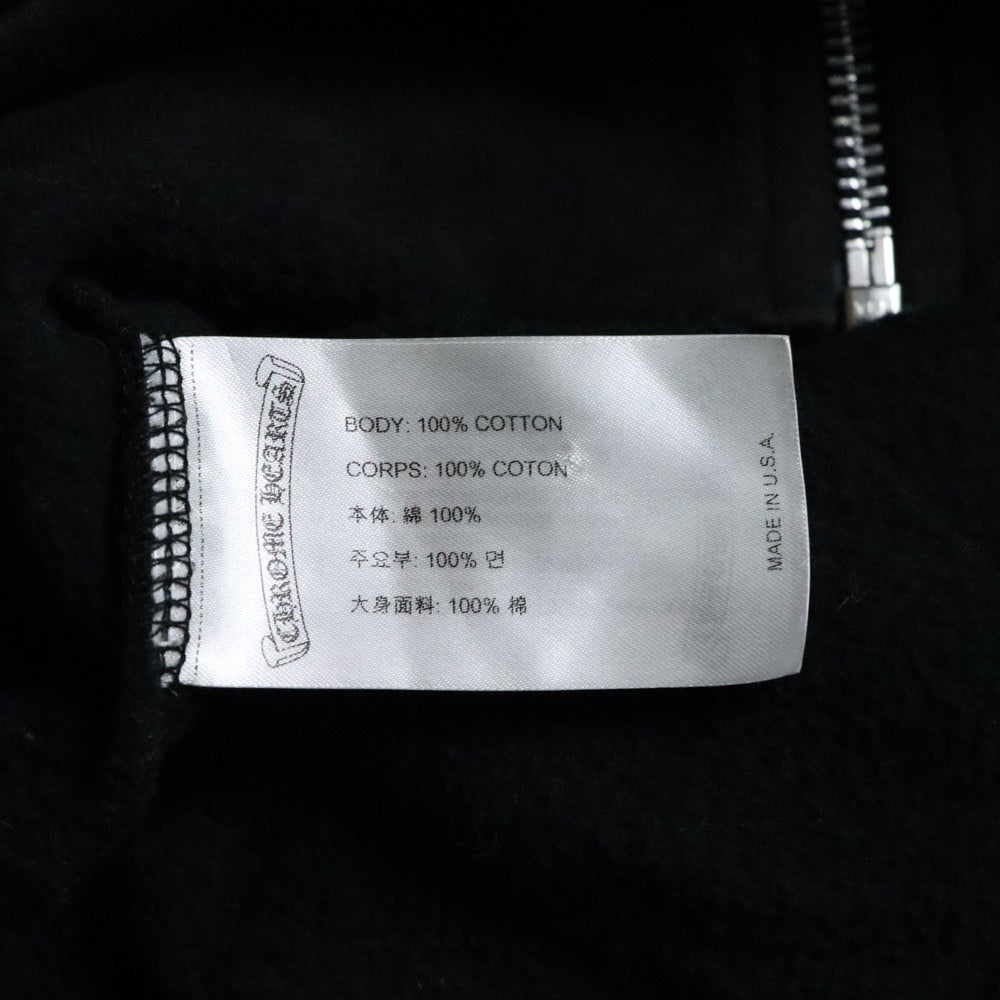 CHROME HEARTS
BODY: 100% COTTON
CORPS: 100% COTON
本体: 綿 100%
주요부: 100% 면
大身面料: 100% 棉
MADE IN U.S.A.